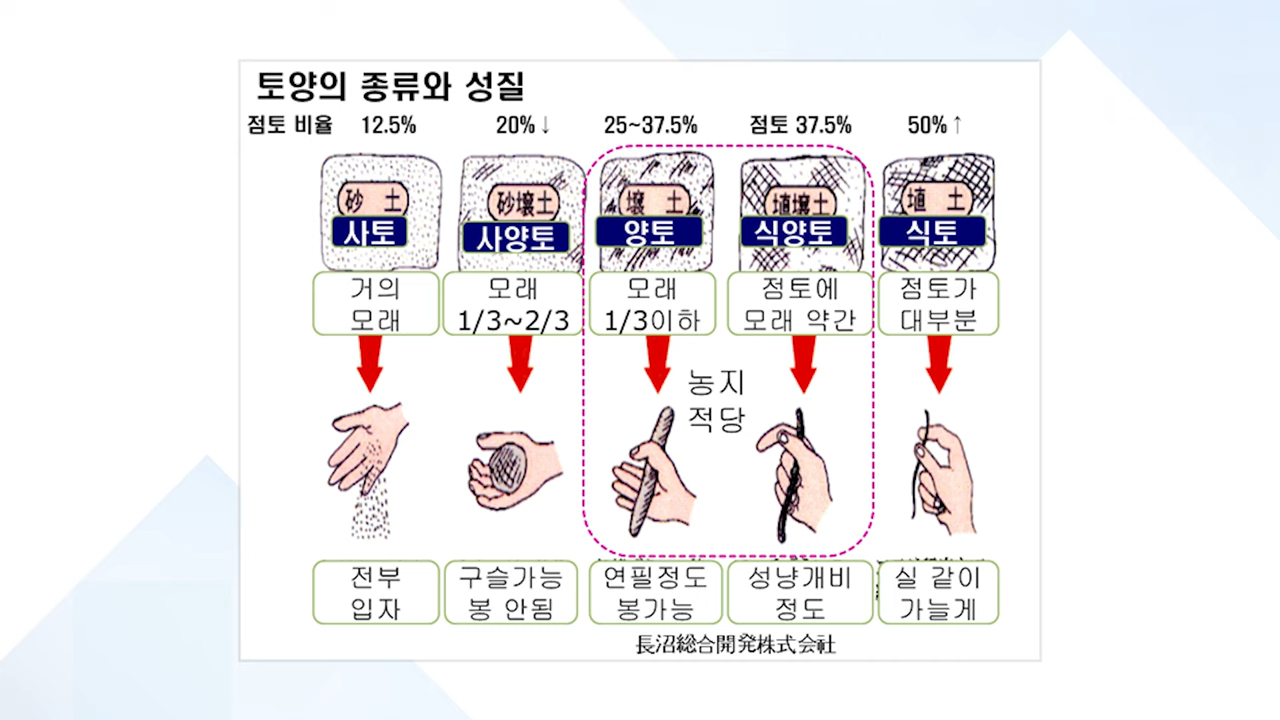 토양의 종류와 성질
점토 비율 12.5% 20%↓ 25~37.5% 점토 37.5% 50%↑
砂 土 砂壤土 壤 土 埴壤土 埴 土
사토 사양토 양토 식양토 식토
거의 모래 모래 점토에 점토가
모래 1/3~2/3 1/3이하 모래 약간 대부분
농지
적당
전부 구슬가능 연필정도 성냥개비 실 같이
입자 봉 안됨 봉가능 정도 가늘게
長沼総合開発株式会社